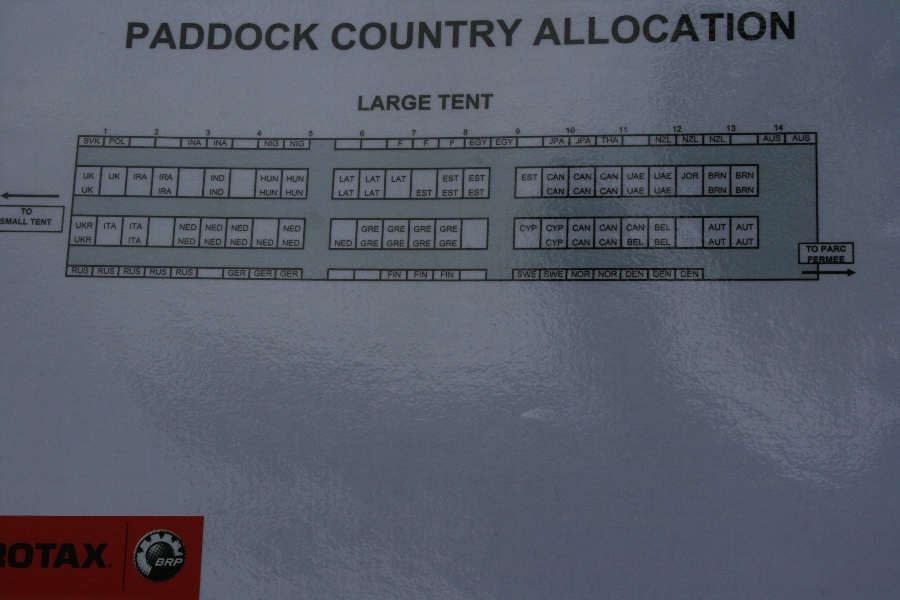 PADDOCK COUNTRY ALLOCATION
LARGE TENT
1 2 3 4 5 6 7 8 9 10 11 12 13 14
SVK POL INA INA NIG NIG F F F EGY EGY JPA JPA THA NZL NZL NZL AUS AUS
UK UK IRA IRA IND HUN HUN LAT LAT LAT EST EST EST CAN CAN CAN UAE UAE JOR BRN BRN
UK IRA IND HUN HUN LAT LAT EST EST EST CAN CAN CAN UAE UAE BRN BRN
TO
SMALL TENT
UKR ITA ITA NED NED NED NED GRE GRE GRE GRE CYP CYP CAN CAN CAN BEL AUT AUT
UKR ITA NED NED NED NED NED NED GRE GRE GRE GRE CYP CAN CAN BEL BEL AUT AUT
TO PARC
FERMEE
RUS RUS RUS RUS RUS GER GER GER FIN FIN FIN SWE SWE NOR NOR DEN DEN DEN
ROTAX.
BRP